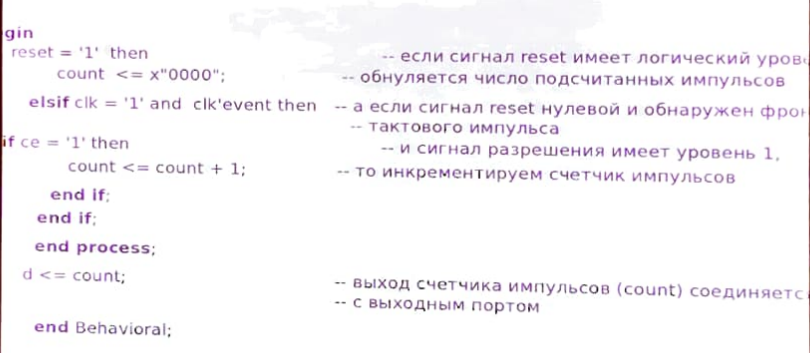 gin
reset = '1' then -- если сигнал reset имеет логический
count <= x"0000"; -- обнуляется число подсчитанных импульсов
elsif clk = '1' and clk'event then -- а если сигнал reset нулевой и обнаружен
-- тактового импульса
if ce = '1' then
-- и сигнал разрешения имеет уровень 1,
count <= count + 1; -- то инкрементируем счетчик импульсов
end if;
end if;
end process;
d <= count; -- выход счетчика импульсов (count)
-- с выходным портом
end Behavioral;